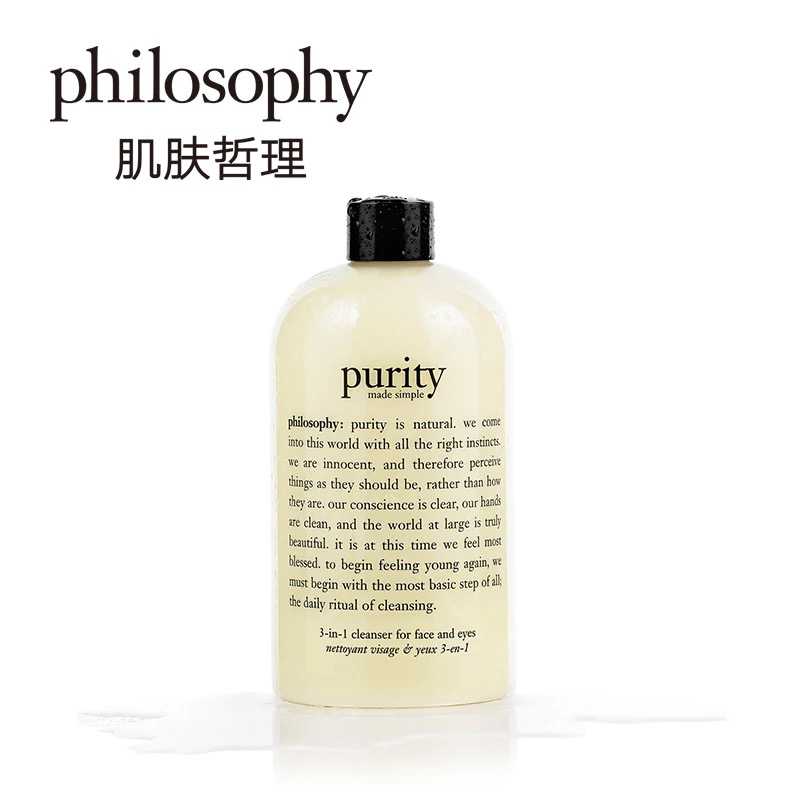 philosophy
肌肤哲理
purity
made simple
philosophy: purity is natural. we come
into this world with all the right instincts.
we are innocent, and therefore perceive
things as they should be, rather than how
they are. our conscience is clear, our hands
are clean, and the world at large is truly
beautiful. it is at this time we feel most
blessed. to begin feeling young again, we
must begin with the most basic step of all;
the daily ritual of cleansing.
3-in-1 cleanser for face and eyes
nettoyant visage & yeux 3-en-1